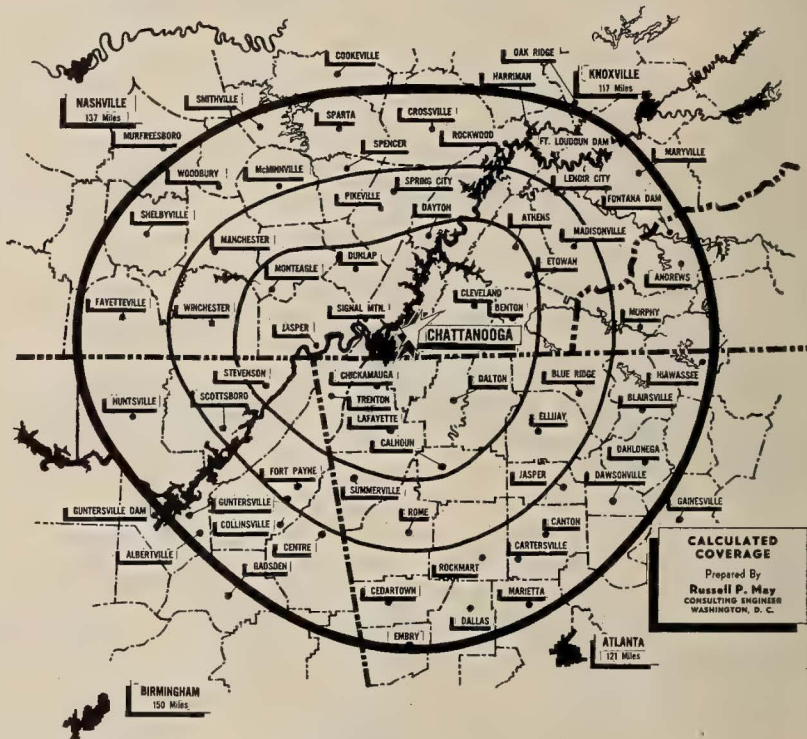 COOKEVILLE
OAK RIDGE
HARRIMAN
KNOXVILLE
117 Miles
NASHVILLE
137 Miles
SMITHVILLE
SPARTA
CROSSVILLE
ROCKWOOD
FT. LOUDOUN DAM
MURFREESBORO
SPENCER
MARYVILLE
WOODBURY
McMINNVILLE
SPRING CITY
LENOIR CITY
PIKEVILLE
FONTANA DAM
SHELBYVILLE
DAYTON
ATHENS
MADISONVILLE
MANCHESTER
DUNLAP
MONTEAGLE
ETOWAH
ANDREWS
FAYETTEVILLE
WINCHESTER
SIGNAL MTN.
CLEVELAND
BENTON
MURPHY
JASPER
CHATTANOOGA
STEVENSON
CHICKAMAUGA
DALTON
BLUE RIDGE
HIAWASSEE
HUNTSVILLE
SCOTTSBORO
TRENTON
BLAIRSVILLE
LAFAYETTE
ELLIJAY
CALHOUN
DAHLONEGA
FORT PAYNE
JASPER
DAWSONVILLE
SUMMERVILLE
GUNTERSVILLE DAM
GUNTERSVILLE
ROME
GAINESVILLE
COLLINSVILLE
CANTON
ALBERTVILLE
CENTRE
CARTERSVILLE
GADSDEN
ROCKMART
CEDARTOWN
MARIETTA
DALLAS
EMBRY
ATLANTA
121 Miles
BIRMINGHAM
150 Miles
CALCULATED
COVERAGE
Prepared By
Russell P. May
CONSULTING ENGINEER
WASHINGTON, D. C.